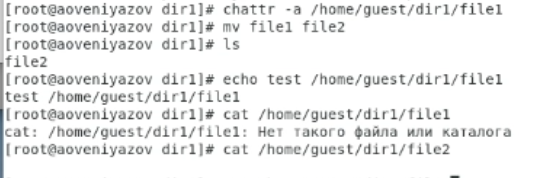 [root@aoveniyazov dir1]# chattr -a /home/guest/dir1/file1
[root@aoveniyazov dir1]# mv file1 file2
[root@aoveniyazov dir1]# ls
file2
[root@aoveniyazov dir1]# echo test /home/guest/dir1/file1
test /home/guest/dir1/file1
[root@aoveniyazov dir1]# cat /home/guest/dir1/file1
cat: /home/guest/dir1/file1: Нет такого файла или каталога
[root@aoveniyazov dir1]# cat /home/guest/dir1/file2